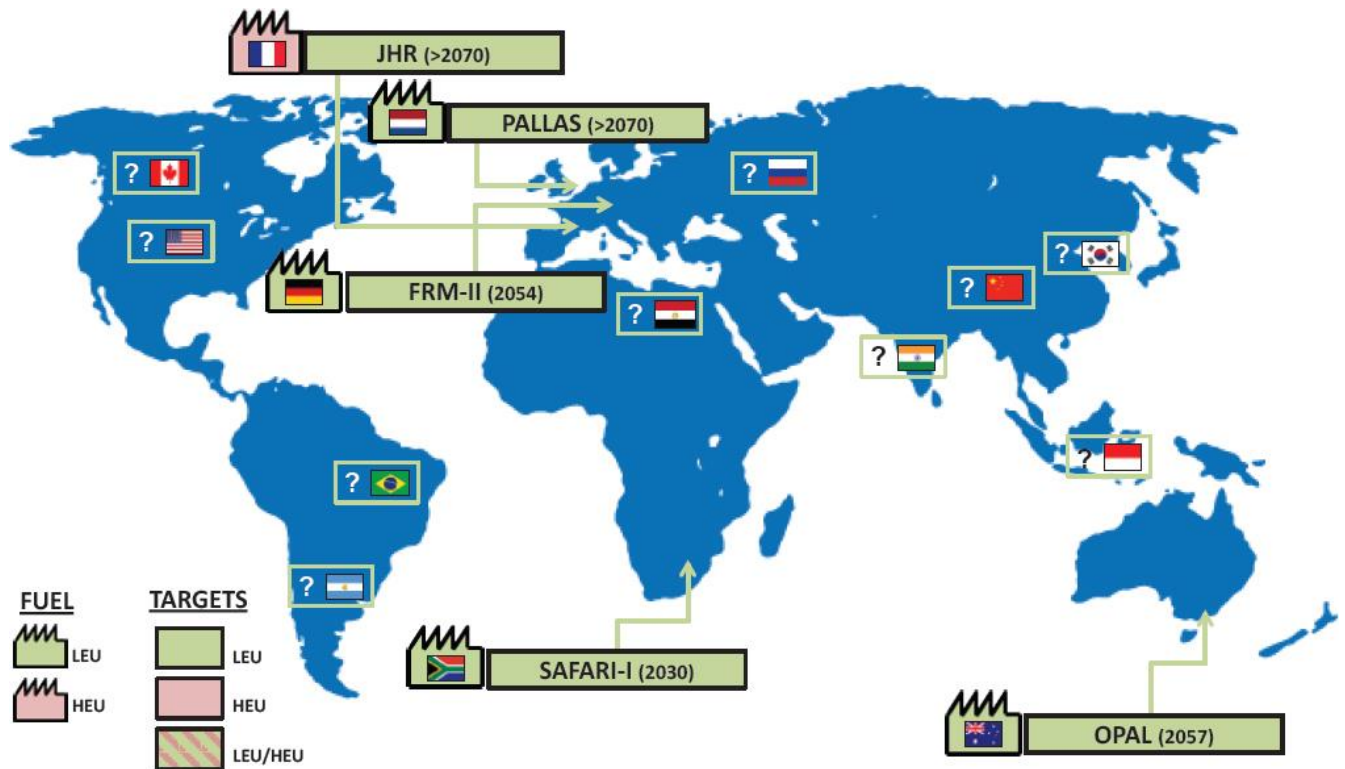 JHR (>2070)
PALLAS (>2070)
?
?
?
?
FRM-II (2054)
?
?
?
?
?
?
?
FUEL
TARGETS
LEU
LEU
SAFARI-I (2030)
HEU
HEU
OPAL (2057)
LEU/HEU